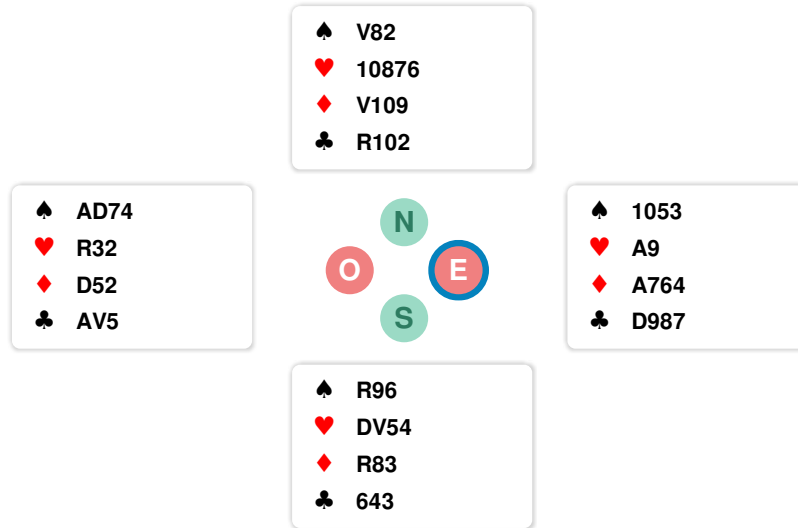 ♠ V82
♥ 10876
♦ V109
♣ R102
♠ AD74
♥ R32
♦ D52
♣ AV5
N
O
E
S
♠ 1053
♥ A9
♦ A764
♣ D987
♠ R96
♥ DV54
♦ R83
♣ 643